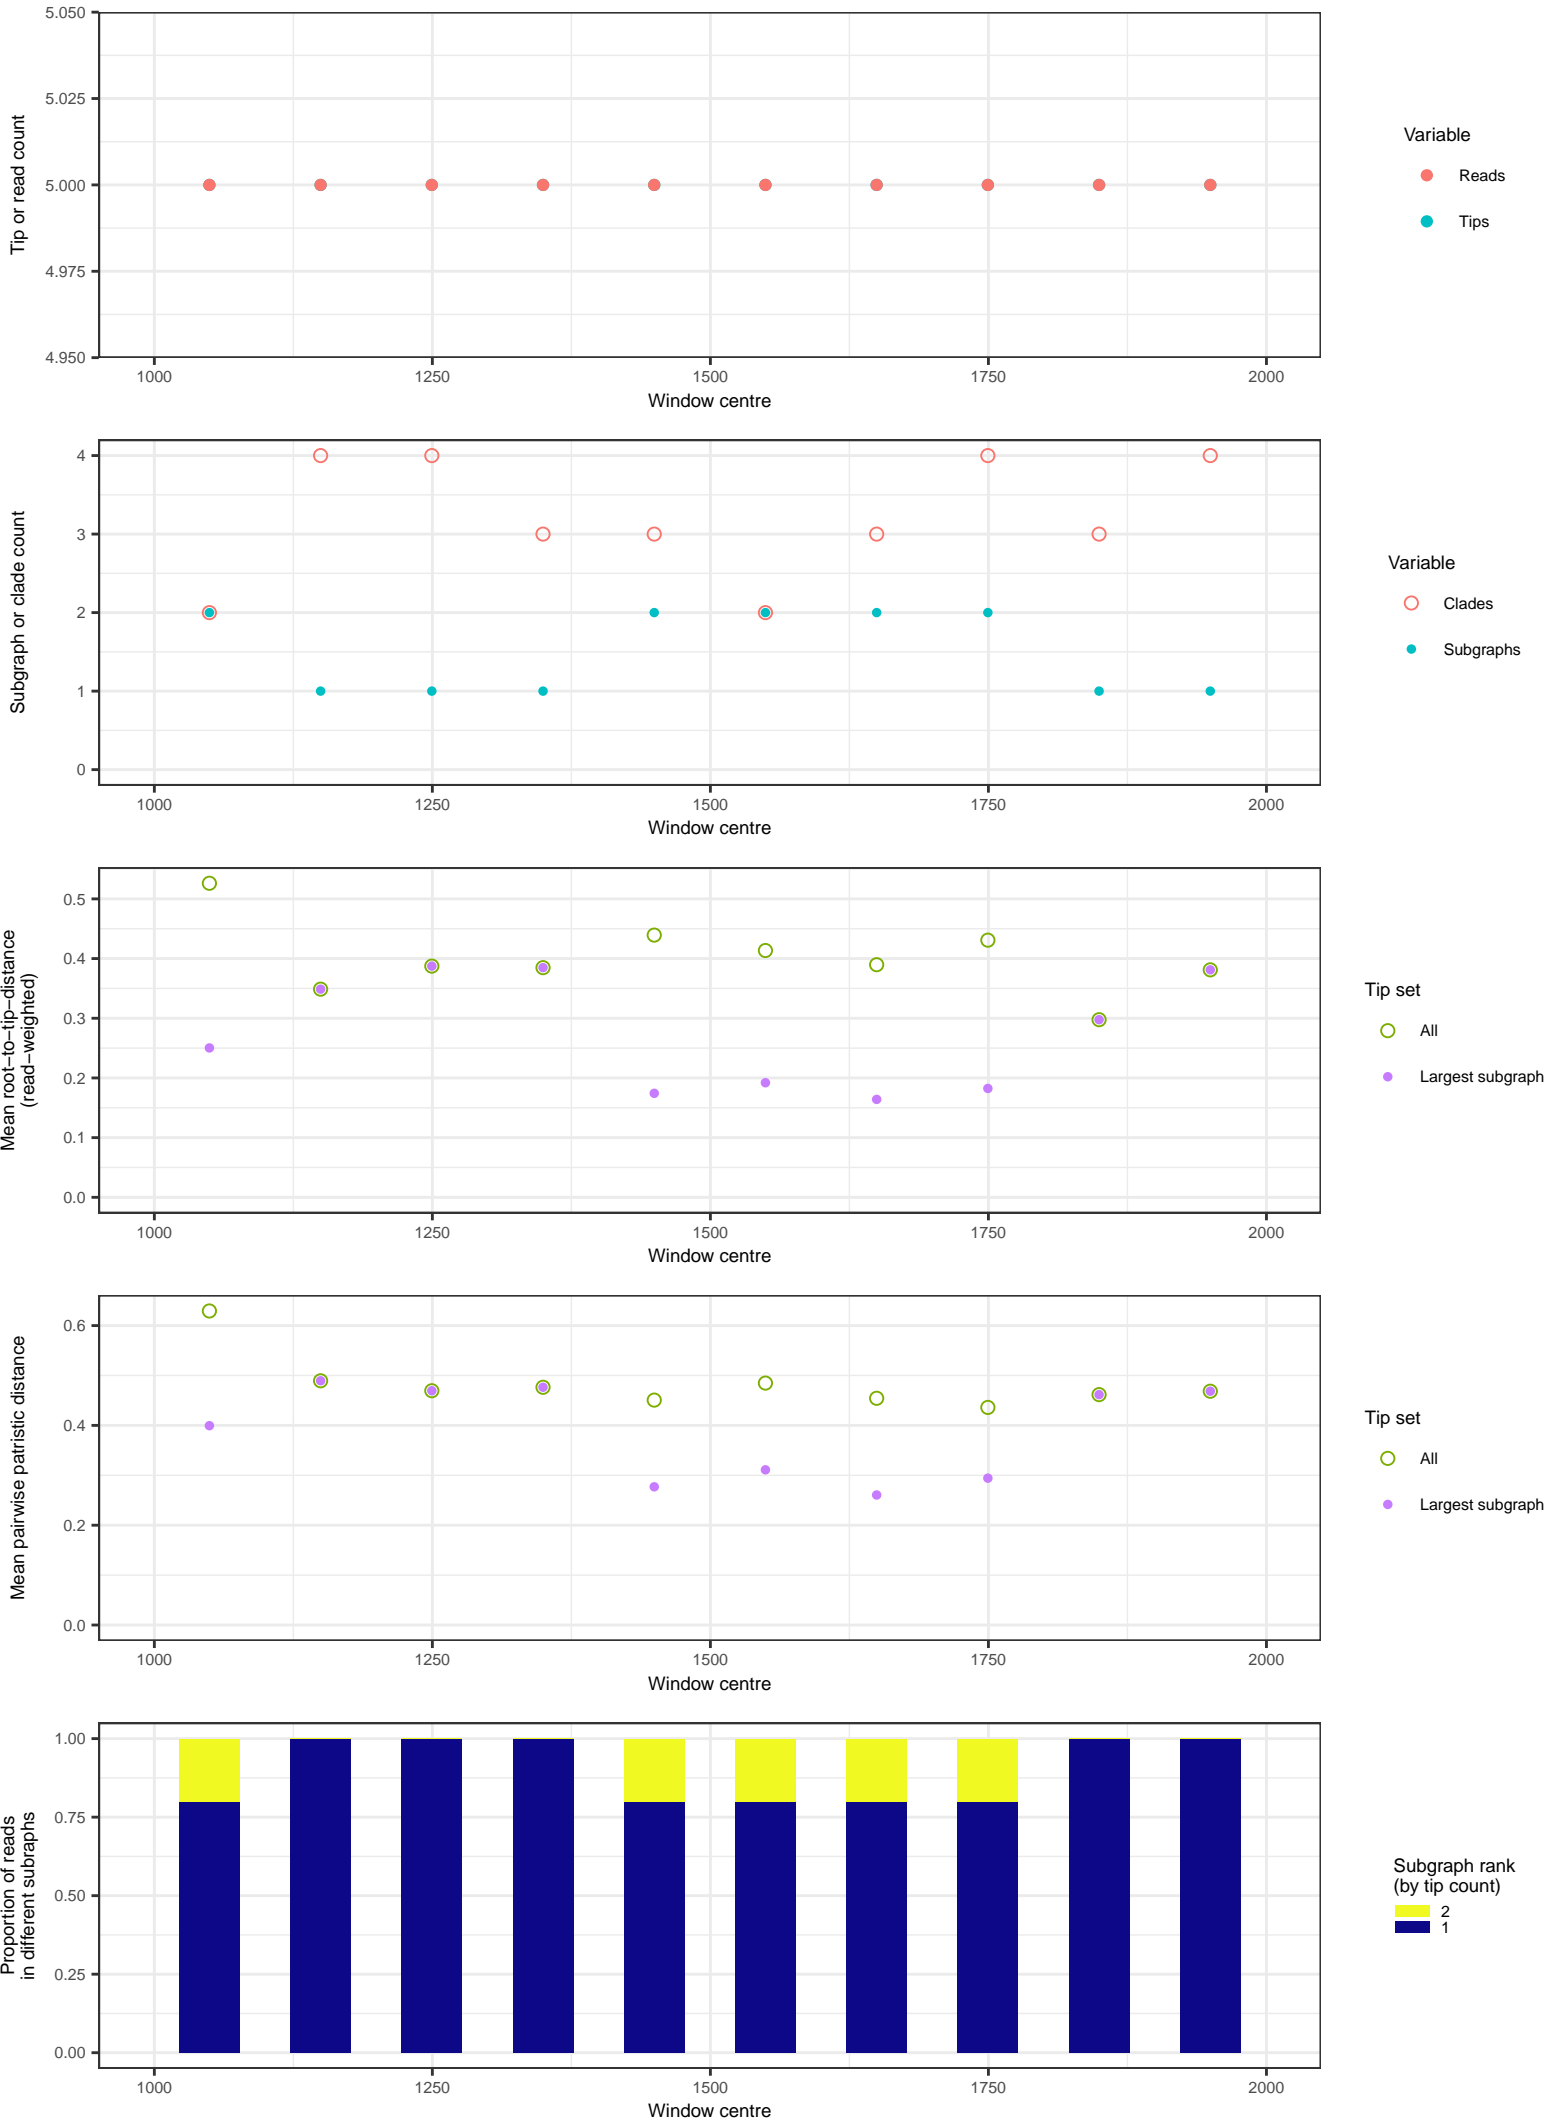 5.050
5.025
5.000
4.975
4.950
Tip or read count
1000 1250 1500 1750 2000
Window centre
Variable
Reads
Tips
4
3
2
1
0
Subgraph or clade count
1000 1250 1500 1750 2000
Window centre
Variable
Clades
Subgraphs
0.5
0.4
0.3
0.2
0.1
0.0
Mean root−to−tip−distance
(read−weighted)
1000 1250 1500 1750 2000
Window centre
Tip set
All
Largest subgraph
0.6
0.4
0.2
0.0
Mean pairwise patristic distance
1000 1250 1500 1750 2000
Window centre
Tip set
All
Largest subgraph
1.00
0.75
0.50
0.25
0.00
Proportion of reads
in different subraphs
1000 1250 1500 1750 2000
Window centre
Subgraph rank
(by tip count)
2
1